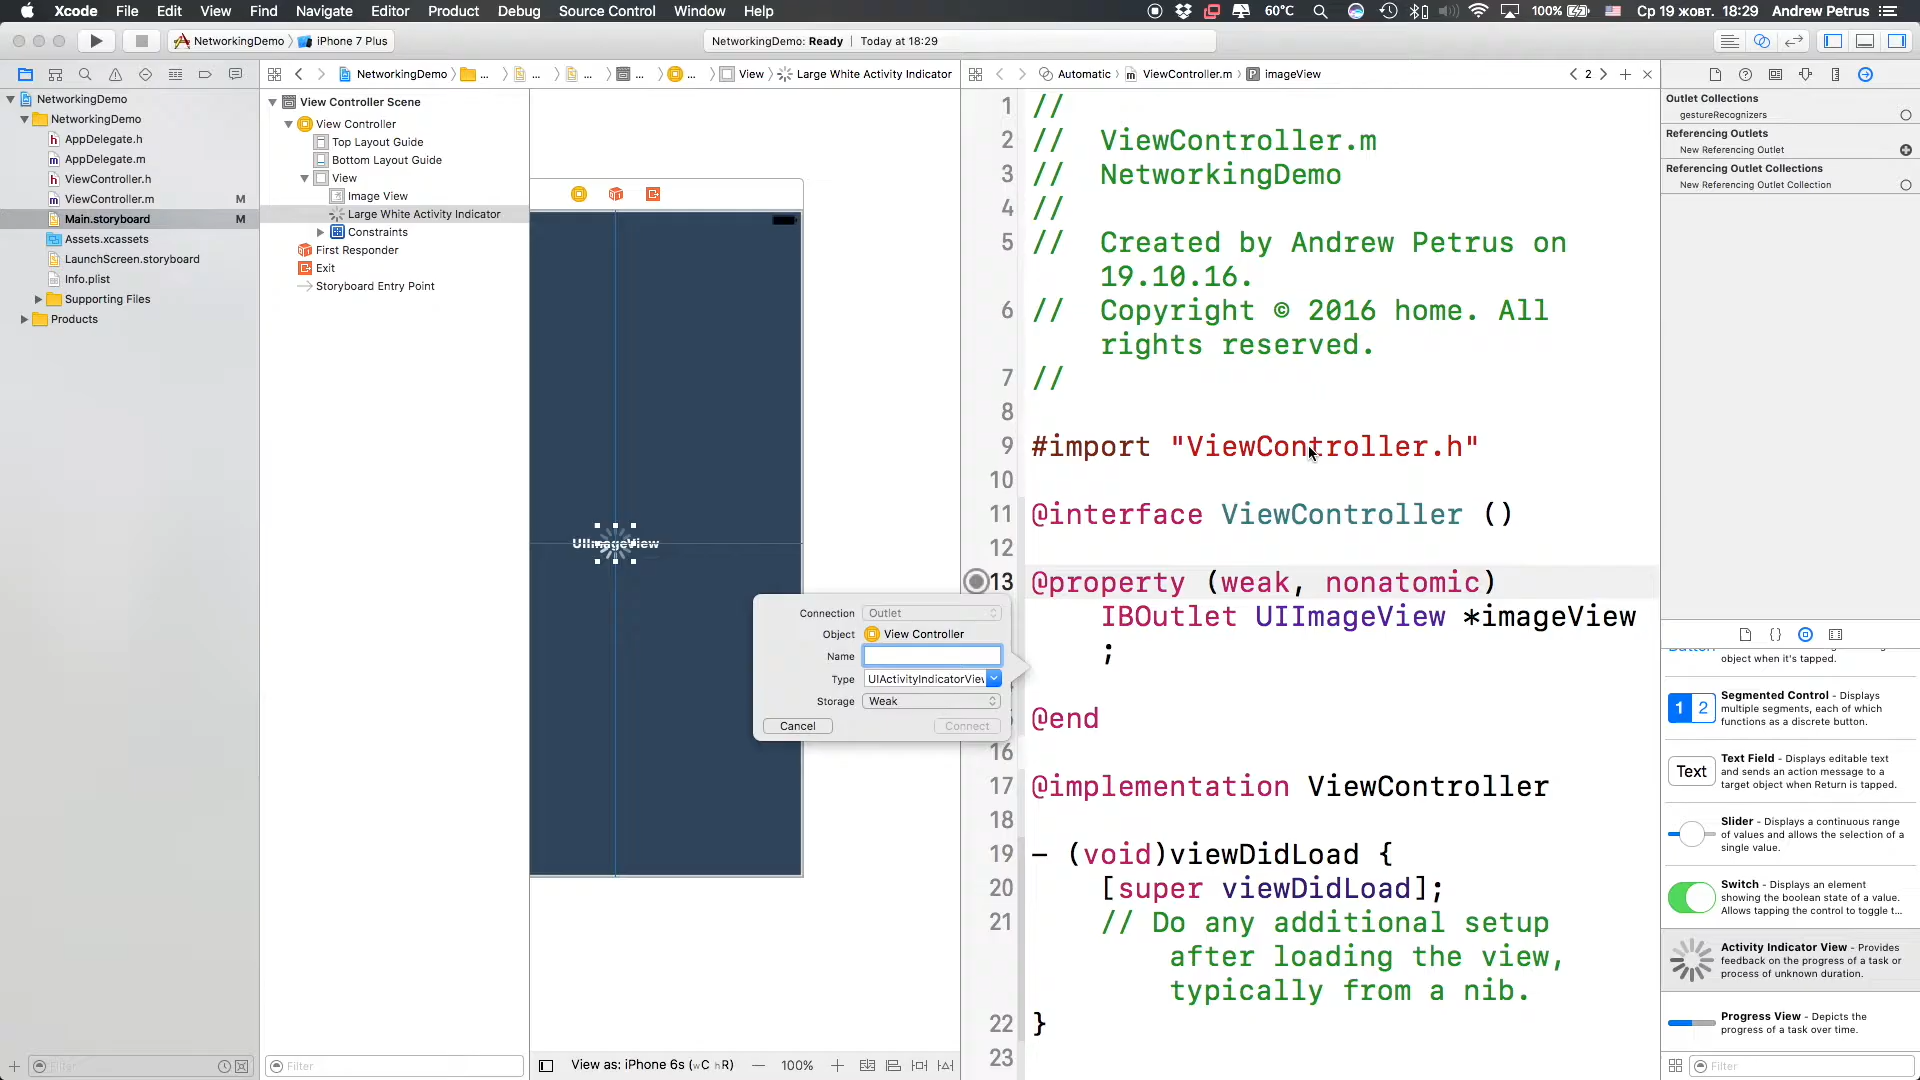 Xcode File Edit View Find Navigate Editor Product Debug Source Control Window Help 60°C 100% Ср 19 жовт. 18:29 Andrew Petrus
NetworkingDemo iPhone 7 Plus NetworkingDemo: Ready | Today at 18:29
NetworkingDemo ... ... ... ... ... View Large White Activity Indicator Automatic ViewController.m imageView 2
NetworkingDemo
NetworkingDemo
AppDelegate.h
AppDelegate.m
ViewController.h
ViewController.m M
Main.storyboard M
Assets.xcassets
LaunchScreen.storyboard
Info.plist
Supporting Files
Products
Filter
View Controller Scene
View Controller
Top Layout Guide
Bottom Layout Guide
View
Image View
Large White Activity Indicator
Constraints
First Responder
Exit
Storyboard Entry Point
Filter
UIImageView
View as: iPhone 6s (wC hR) — 100% +
Connection Outlet
Object View Controller
Name
Type UIActivityIndicatorView
Storage Weak
Cancel Connect
1 //
2 // ViewController.m
3 // NetworkingDemo
4 //
5 // Created by Andrew Petrus on
19.10.16.
6 // Copyright © 2016 home. All
rights reserved.
7 //
8
9 #import "ViewController.h"
10
11 @interface ViewController ()
12
13 @property (weak, nonatomic)
IBOutlet UIImageView *imageView
;
@end
16
17 @implementation ViewController
18
19 - (void)viewDidLoad {
20 [super viewDidLoad];
21 // Do any additional setup
after loading the view,
typically from a nib.
22 }
23
Outlet Collections
gestureRecognizers
Referencing Outlets
New Referencing Outlet
Referencing Outlet Collections
New Referencing Outlet Collection
object when it's tapped.
Segmented Control - Displays
multiple segments, each of which
functions as a discrete button.
1 2
Text Field - Displays editable text
and sends an action message to a
target object when Return is tapped.
Text
Slider - Displays a continuous range
of values and allows the selection of a
single value.
Switch - Displays an element
showing the boolean state of a value.
Allows tapping the control to toggle t...
Activity Indicator View - Provides
feedback on the progress of a task or
process of unknown duration.
Progress View - Depicts the
progress of a task over time.
Filter